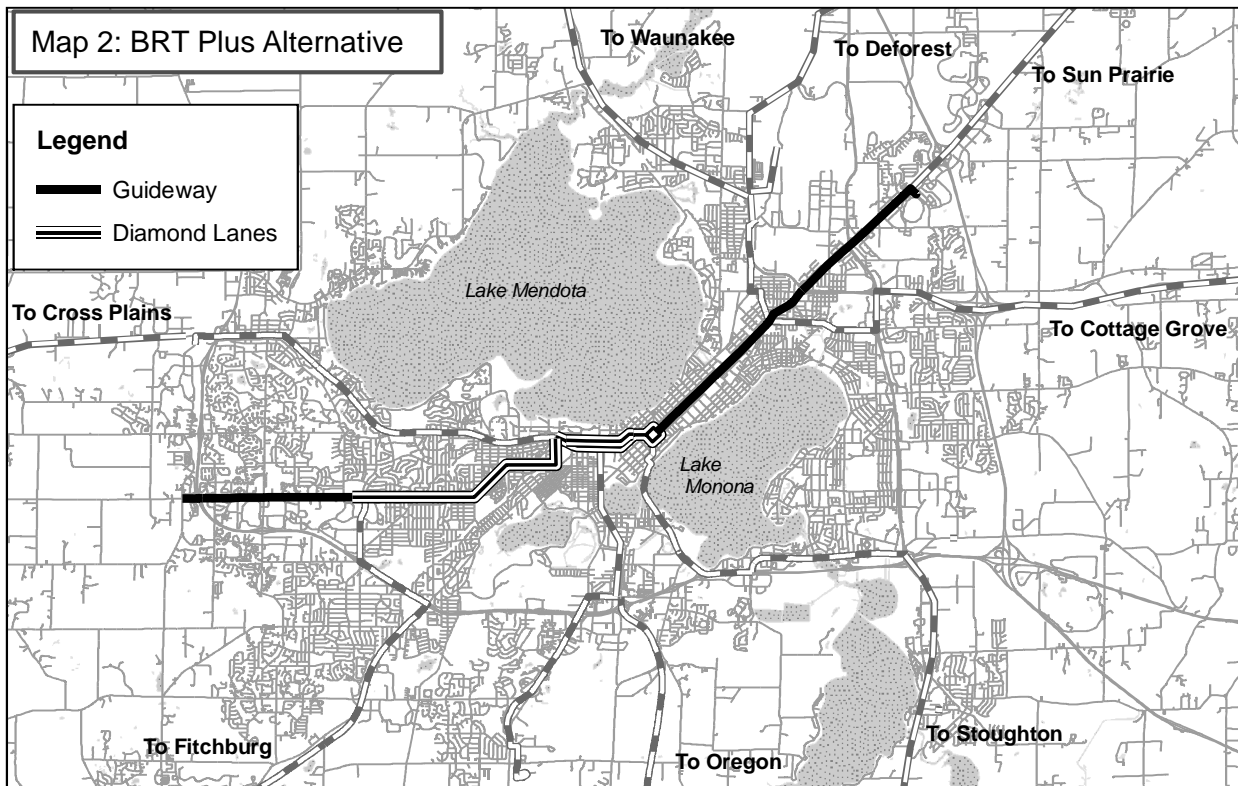 Map 2: BRT Plus Alternative
To Waunakee
To Deforest
To Sun Prairie
Legend
Guideway
Diamond Lanes
Lake Mendota
To Cross Plains
To Cottage Grove
Lake
Monona
To Fitchburg
To Oregon
To Stoughton